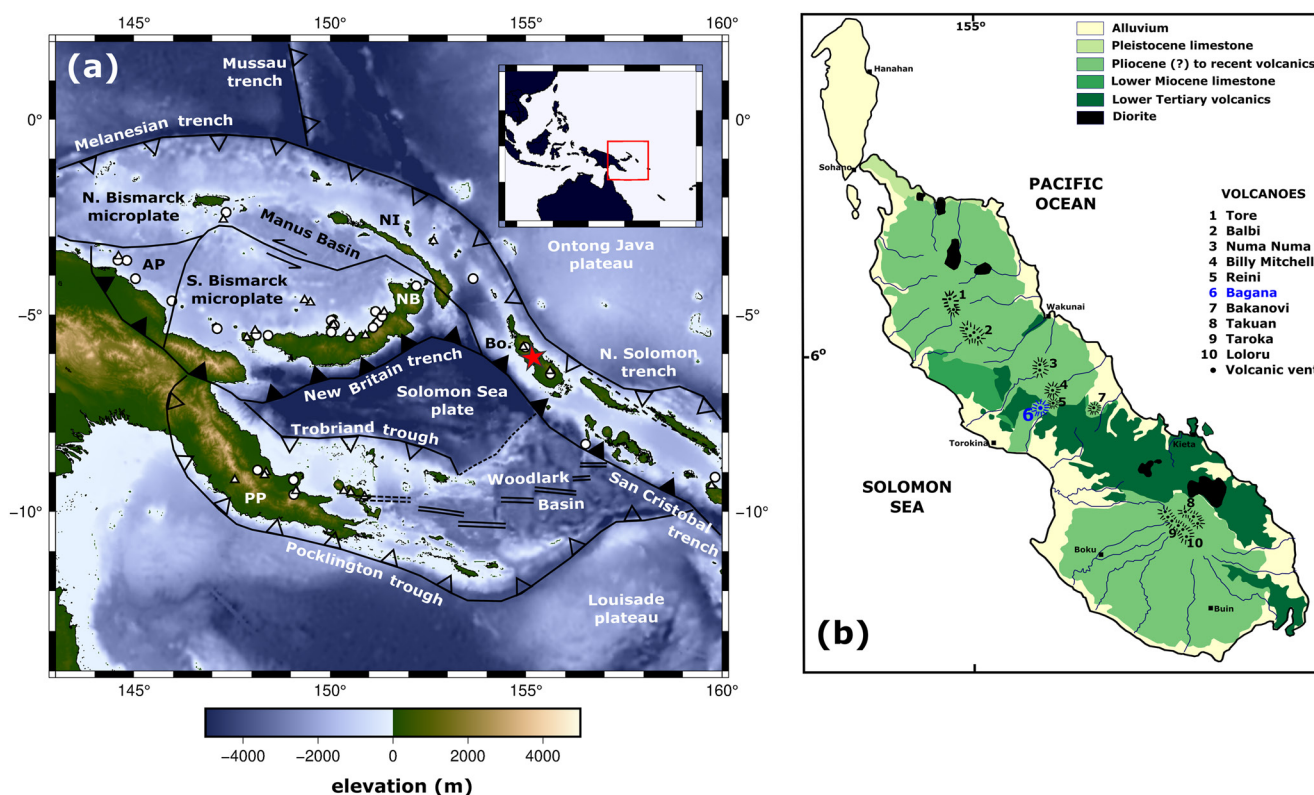 145°
150°
155°
160°
(a)
Mussau
trench
0°
0°
Melanesian trench
N. Bismarck
microplate
NI
Manus Basin
Ontong Java
plateau
AP
S. Bismarck
microplate
NB
−5°
−5°
Bo.
N. Solomon
trench
New Britain trench
Solomon Sea
plate
Trobriand trough
Woodlark
Basin
PP
San Cristobal
trench
−10°
−10°
Pocklington trough
Louisade
plateau
145°
150°
155°
160°
−4000
−2000
0
2000
4000
elevation (m)
155°
Alluvium
Pleistocene limestone
Pliocene (?) to recent volcanics
Lower Miocene limestone
Lower Tertiary volcanics
Diorite
Hanahan
Sohano
PACIFIC
OCEAN
VOLCANOES
1 Tore
2 Balbi
3 Numa Numa
4 Billy Mitchell
5 Reini
6 Bagana
7 Bakanovi
8 Takuan
9 Taroka
10 Loloru
Volcanic vent
1
Wakunai
2
6°
3
4
5
6
7
Torokina
Kieta
SOLOMON
SEA
8
9
10
Boku
Buin
(b)